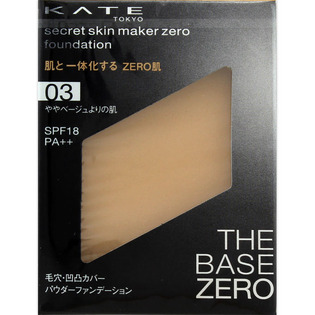 KATE
TOKYO
secret skin maker zero
foundation
肌と一体化する ZERO肌
03
ややベージュよりの肌
SPF18
PA++
THE
BASE
ZERO
毛穴・凹凸カバー
パウダーファンデーション